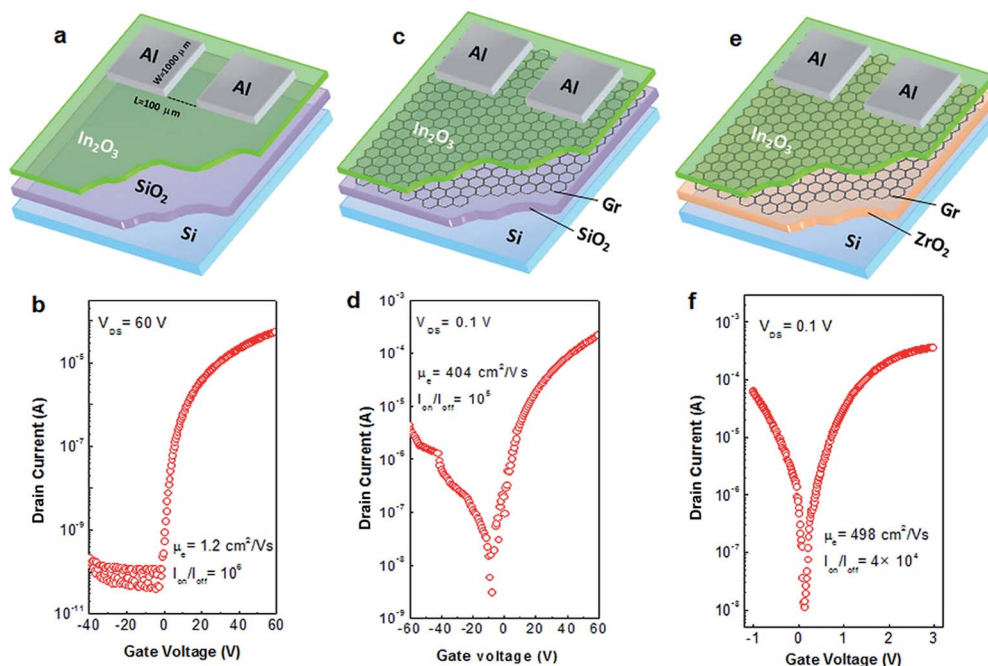 a
Al
W=1000 μm
Al
L=100 μm
In2O3
SiO2
Si
c
Al
Al
In2O3
Gr
Si
SiO2
e
Al
Al
In2O3
Gr
Si
ZrO2
b
VDS= 60 V
10-5
10-7
10-9
10-11
Drain Current (A)
μe= 1.2 cm2/Vs
Ion/Ioff= 106
-40 -20 0 20 40 60
Gate Voltage (V)
d
10-3
VDS= 0.1 V
10-4
μe= 404 cm2/Vs
Ion/Ioff= 105
10-5
10-6
10-7
10-8
10-9
Drain Current (A)
-60 -40 -20 0 20 40 60
Gate voltage (V)
f
10-3
VDS= 0.1 V
10-4
10-5
10-6
10-7
10-8
Drain Current (A)
μe= 498 cm2/Vs
Ion/Ioff= 4× 104
-1 0 1 2 3
Gate Voltage (V)